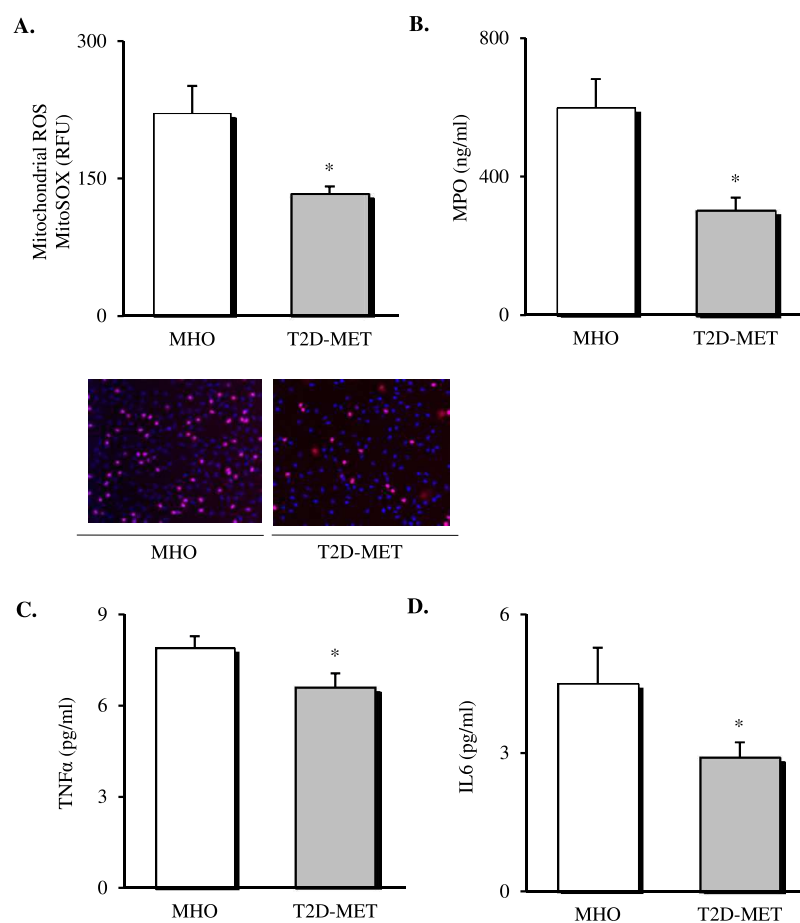 A.
300
150
0
Mitochondrial ROS
MitoSOX (RFU)
*
MHO
T2D-MET
B.
800
400
0
MPO (ng/ml)
*
MHO
T2D-MET
MHO
T2D-MET
C.
9
6
3
0
TNFα (pg/ml)
*
MHO
T2D-MET
D.
6
3
0
IL6 (pg/ml)
*
MHO
T2D-MET